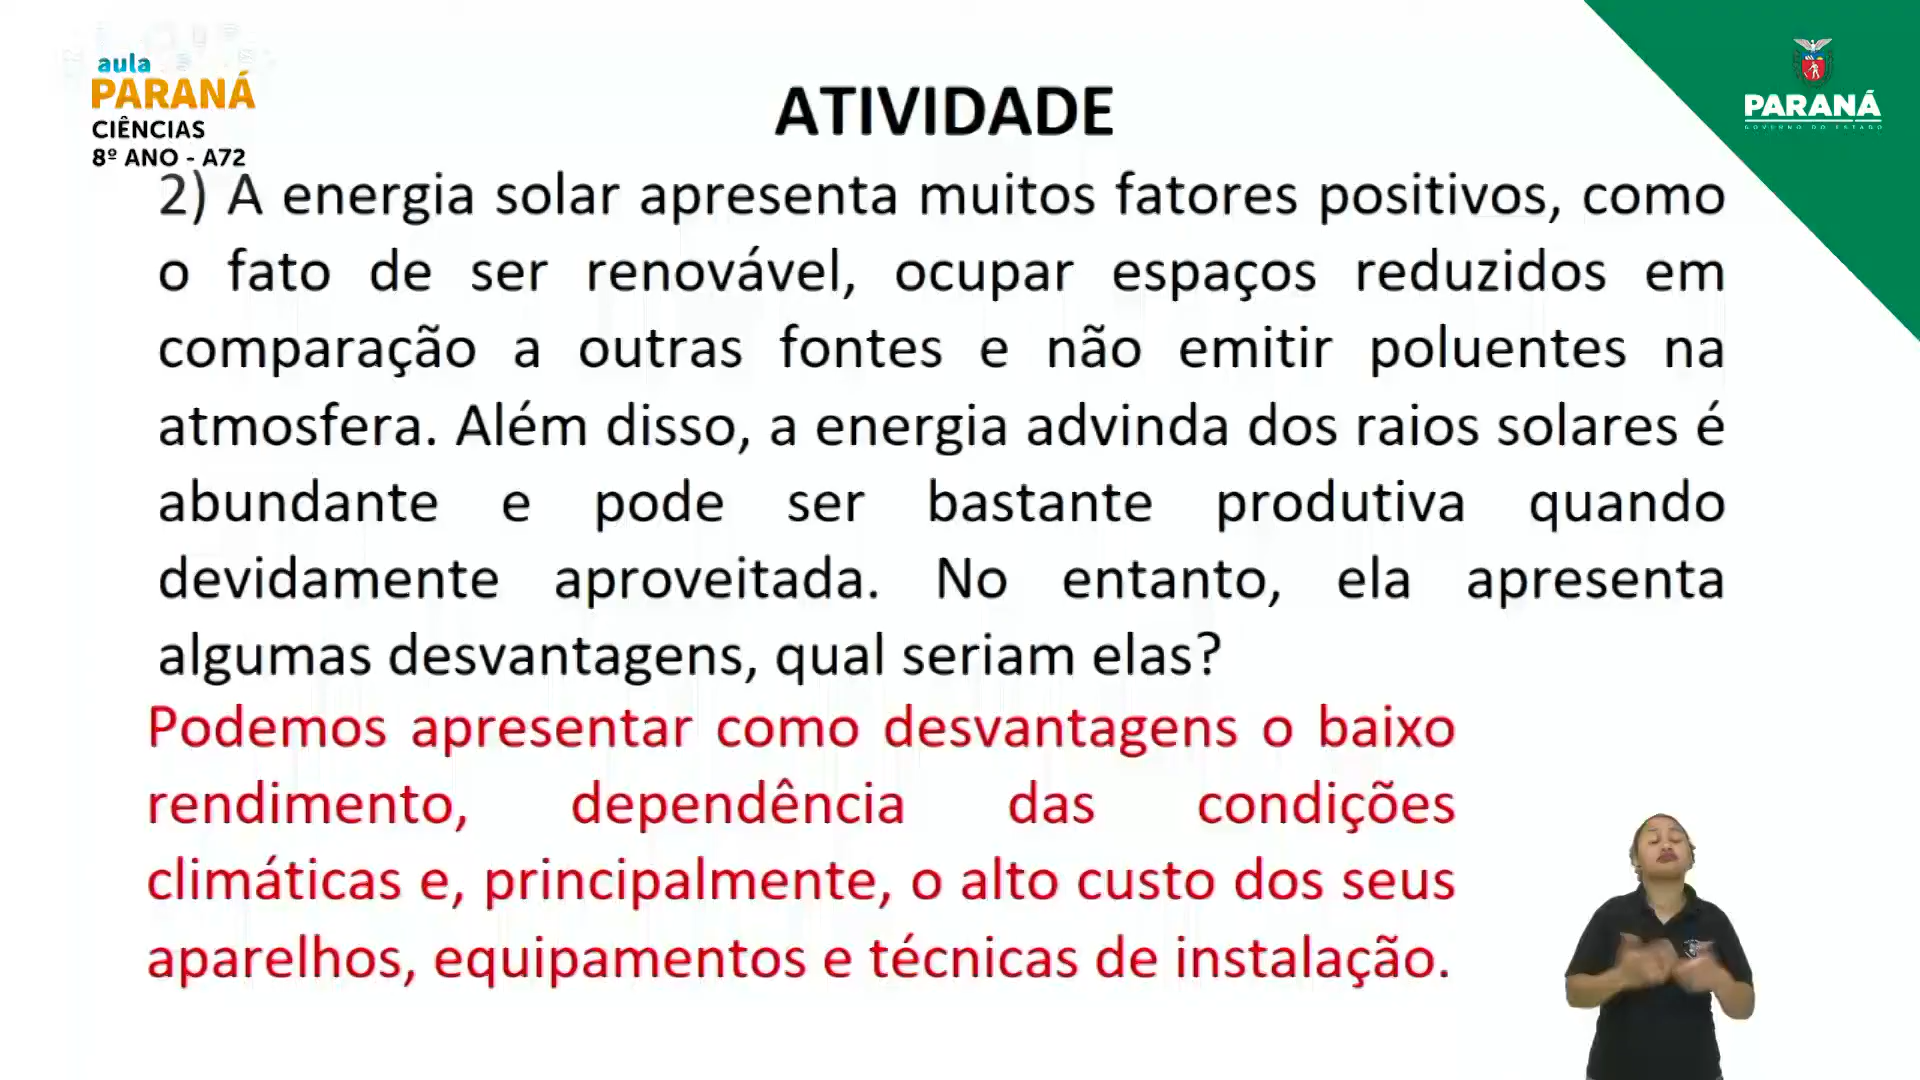 aula
PARANÁ
CIÊNCIAS
8º ANO - A72
PARANÁ
GOVERNO DO ESTADO
ATIVIDADE
2) A energia solar apresenta muitos fatores positivos, como
o fato de ser renovável, ocupar espaços reduzidos em
comparação a outras fontes e não emitir poluentes na
atmosfera. Além disso, a energia advinda dos raios solares é
abundante e pode ser bastante produtiva quando
devidamente aproveitada. No entanto, ela apresenta
algumas desvantagens, qual seriam elas?
Podemos apresentar como desvantagens o baixo
rendimento, dependência das condições
climáticas e, principalmente, o alto custo dos seus
aparelhos, equipamentos e técnicas de instalação.